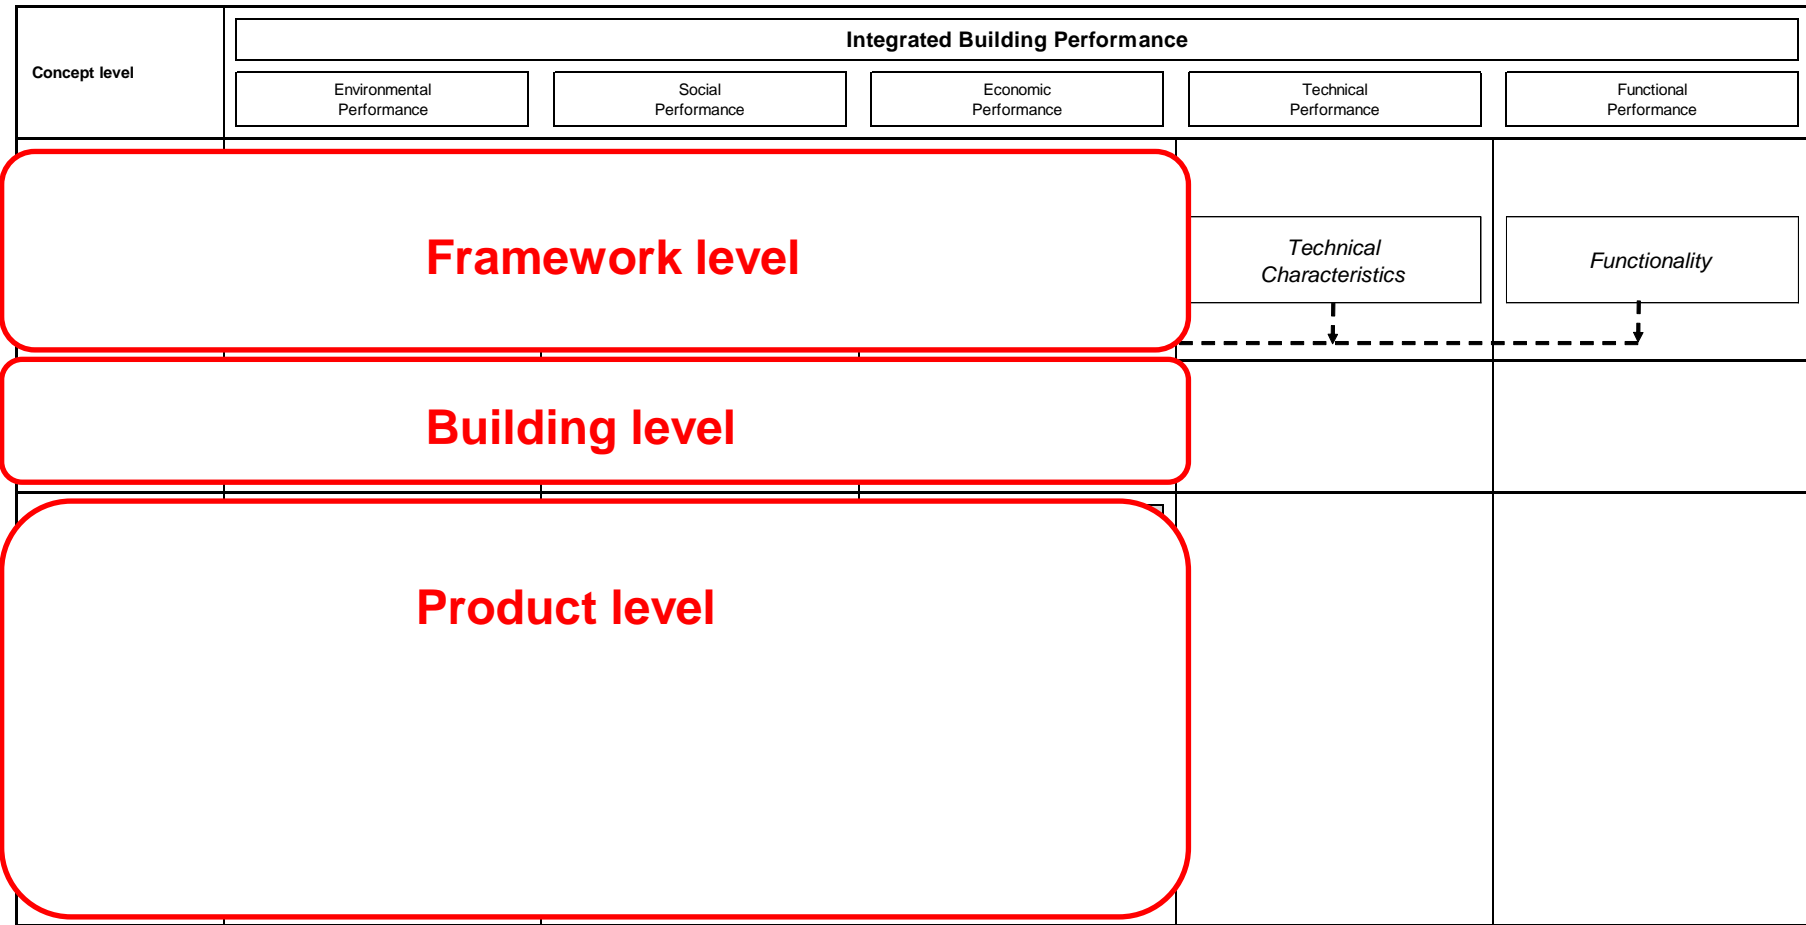 Integrated Building Performance
Concept level
Environmental
Performance
Social
Performance
Economic
Performance
Technical
Performance
Functional
Performance
Framework level
Technical
Characteristics
Functionality
Building level
Product level